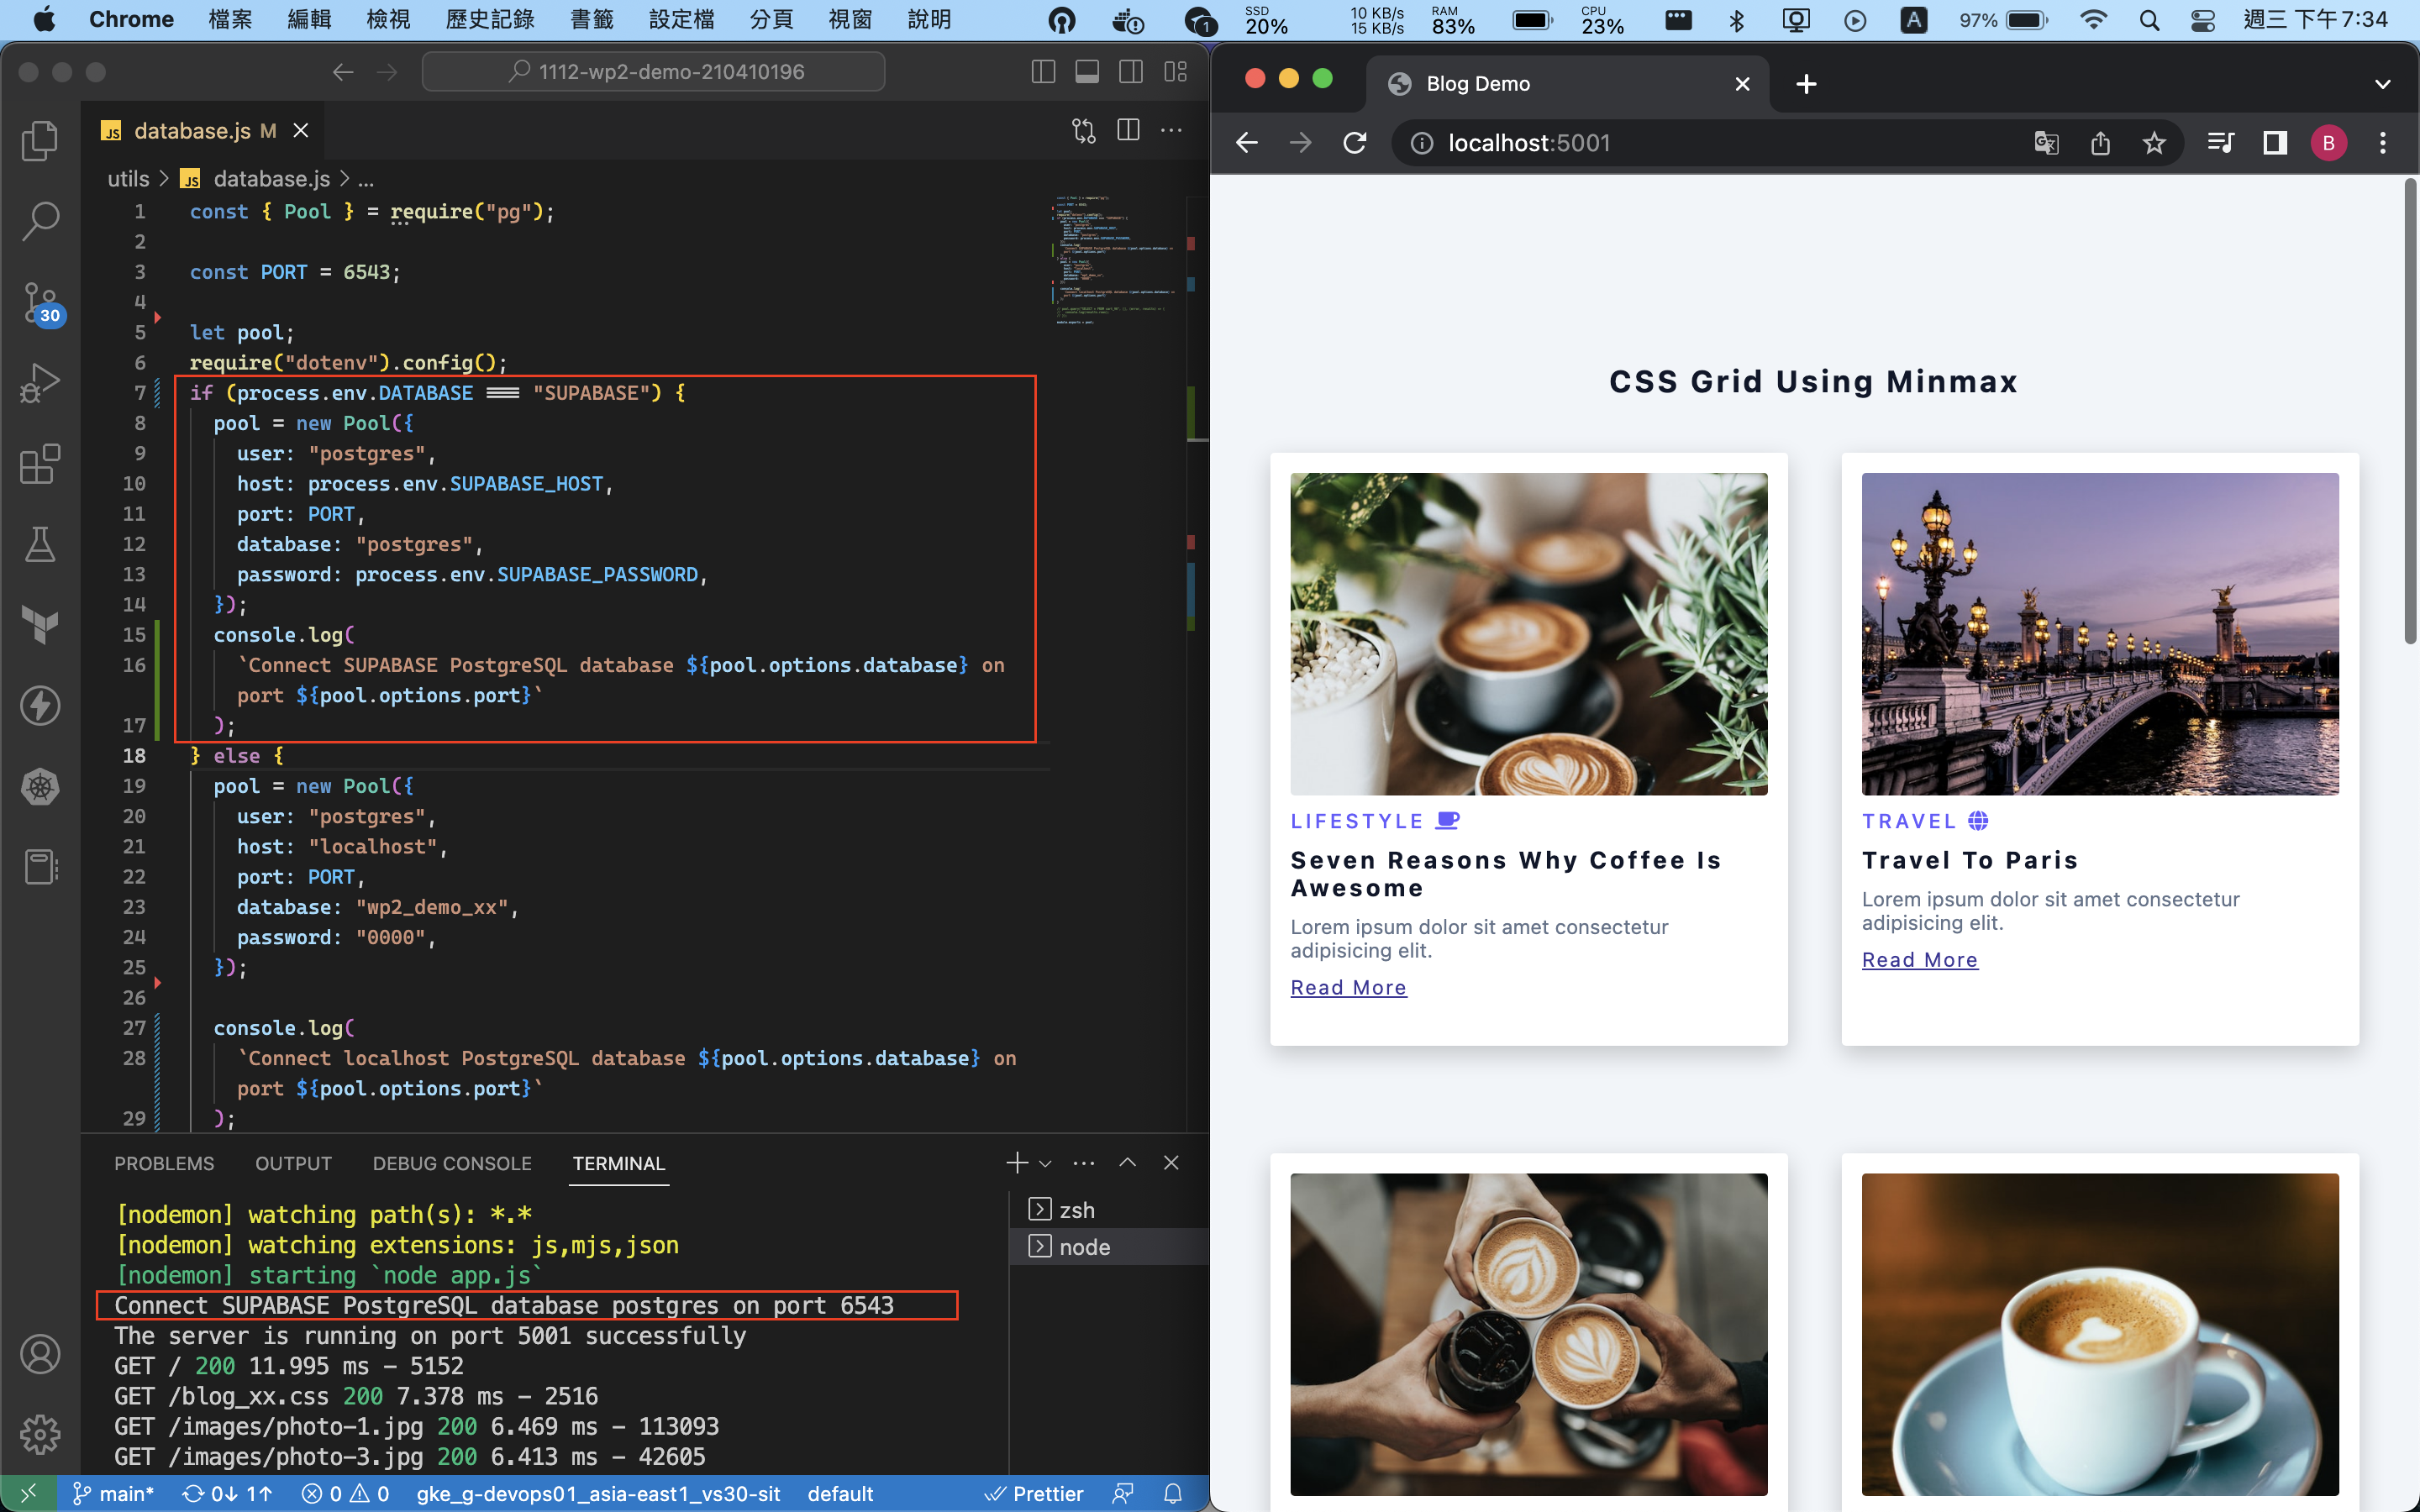 Chrome 檔案 編輯 檢視 歷史記錄 書籤 設定檔 分頁 視窗 說明
1 SSD 20% 10 KB/s 15 KB/s RAM 83% CPU 23% A 97% 週三 下午7:34
1112-wp2-demo-210410196
JS database.js M
utils > JS database.js > ...
30
1 const { Pool } = require("pg");
2
3 const PORT = 6543;
4
5 let pool;
6 require("dotenv").config();
7 if (process.env.DATABASE === "SUPABASE") {
8 pool = new Pool({
9 user: "postgres",
10 host: process.env.SUPABASE_HOST,
11 port: PORT,
12 database: "postgres",
13 password: process.env.SUPABASE_PASSWORD,
14 });
15 console.log(
16 `Connect SUPABASE PostgreSQL database ${pool.options.database} on
port ${pool.options.port}`
17 );
18 } else {
19 pool = new Pool({
20 user: "postgres",
21 host: "localhost",
22 port: PORT,
23 database: "wp2_demo_xx",
24 password: "0000",
25 });
26
27 console.log(
28 `Connect localhost PostgreSQL database ${pool.options.database} on
port ${pool.options.port}`
29 );
PROBLEMS OUTPUT DEBUG CONSOLE TERMINAL
[nodemon] watching path(s): *.*
[nodemon] watching extensions: js,mjs,json
[nodemon] starting `node app.js`
Connect SUPABASE PostgreSQL database postgres on port 6543
The server is running on port 5001 successfully
GET / 200 11.995 ms - 5152
GET /blog_xx.css 200 7.378 ms - 2516
GET /images/photo-1.jpg 200 6.469 ms - 113093
GET /images/photo-3.jpg 200 6.413 ms - 42605
zsh
node
main* 0↓ 1↑ 0 0 gke_g-devops01_asia-east1_vs30-sit default Prettier
Blog Demo
localhost:5001
B
CSS Grid Using Minmax
LIFESTYLE
Seven Reasons Why Coffee Is
Awesome
Lorem ipsum dolor sit amet consectetur
adipisicing elit.
Read More
TRAVEL
Travel To Paris
Lorem ipsum dolor sit amet consectetur
adipisicing elit.
Read More